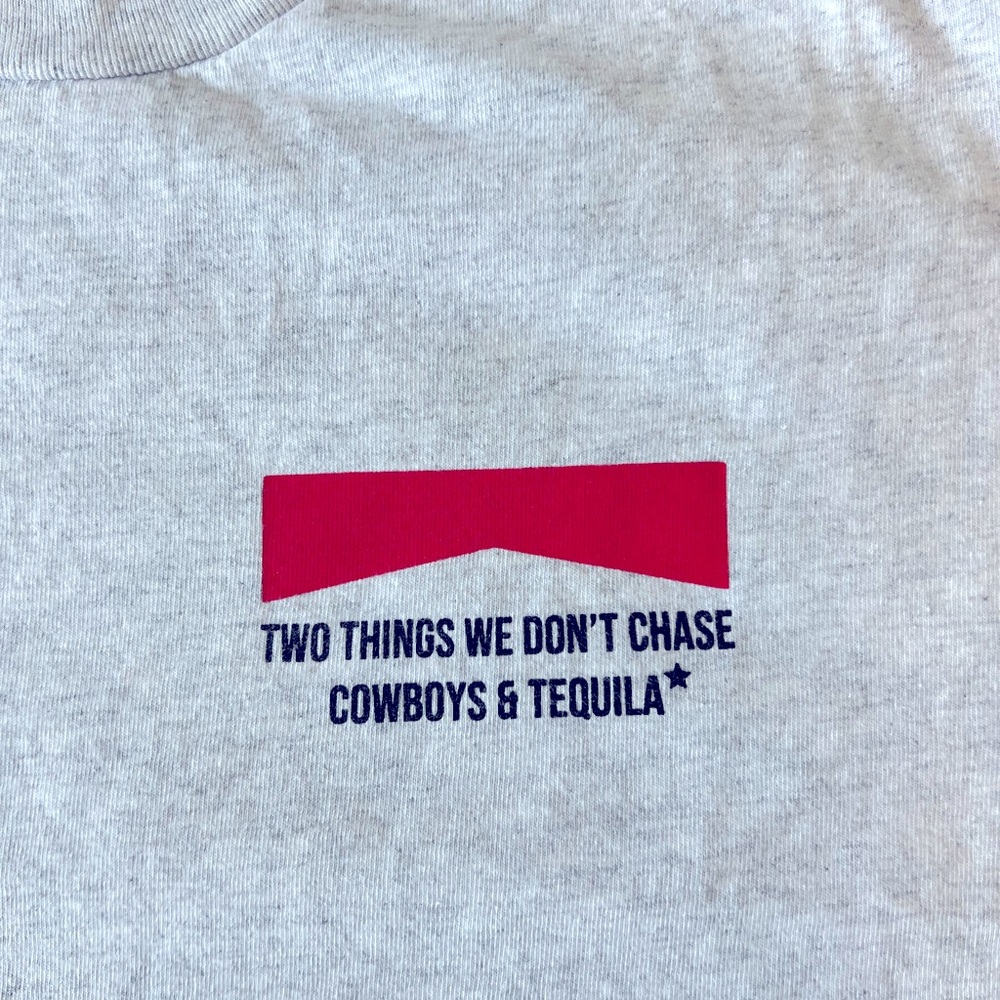 TWO THINGS WE DON'T CHASE
COWBOYS & TEQUILA★